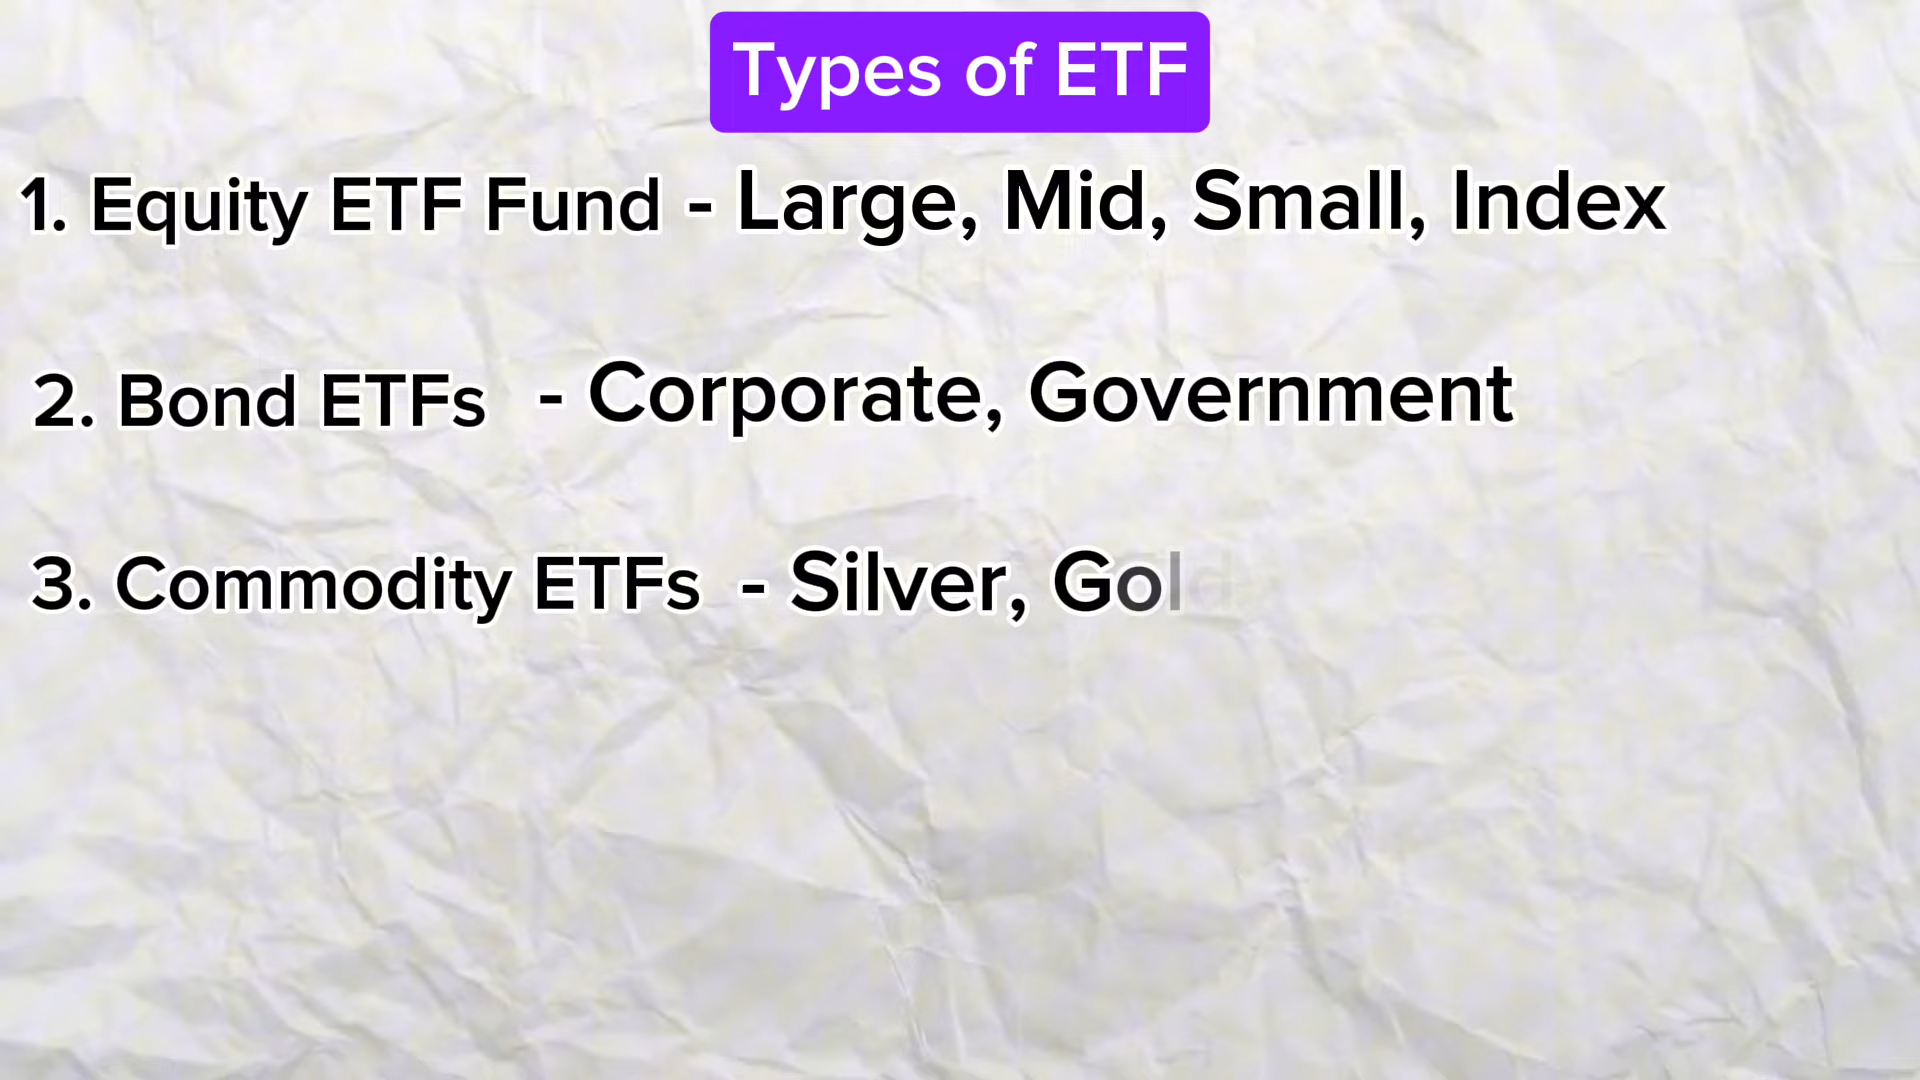 Types of ETF
1. Equity ETF Fund - Large, Mid, Small, Index
2. Bond ETFs - Corporate, Government
3. Commodity ETFs - Silver, Gold